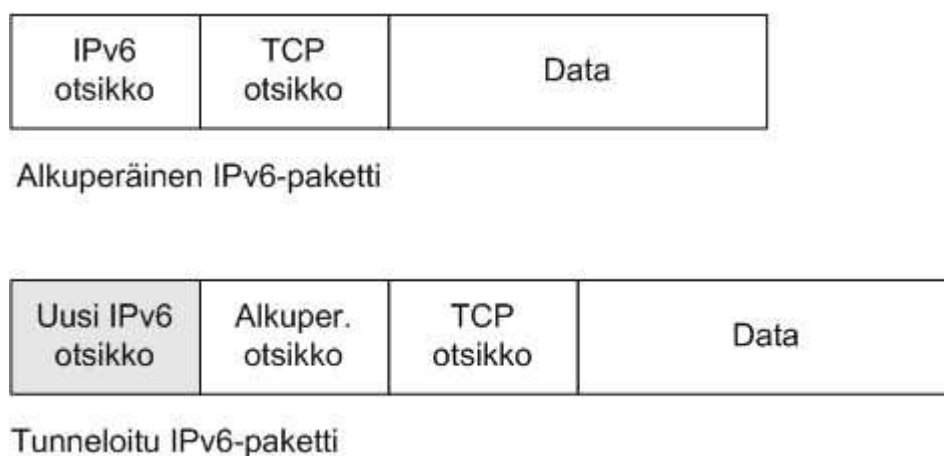 IPv6
otsikko
TCP
otsikko
Data
Alkuperäinen IPv6-paketti
Uusi IPv6
otsikko
Alkuper.
otsikko
TCP
otsikko
Data
Tunneloitu IPv6-paketti